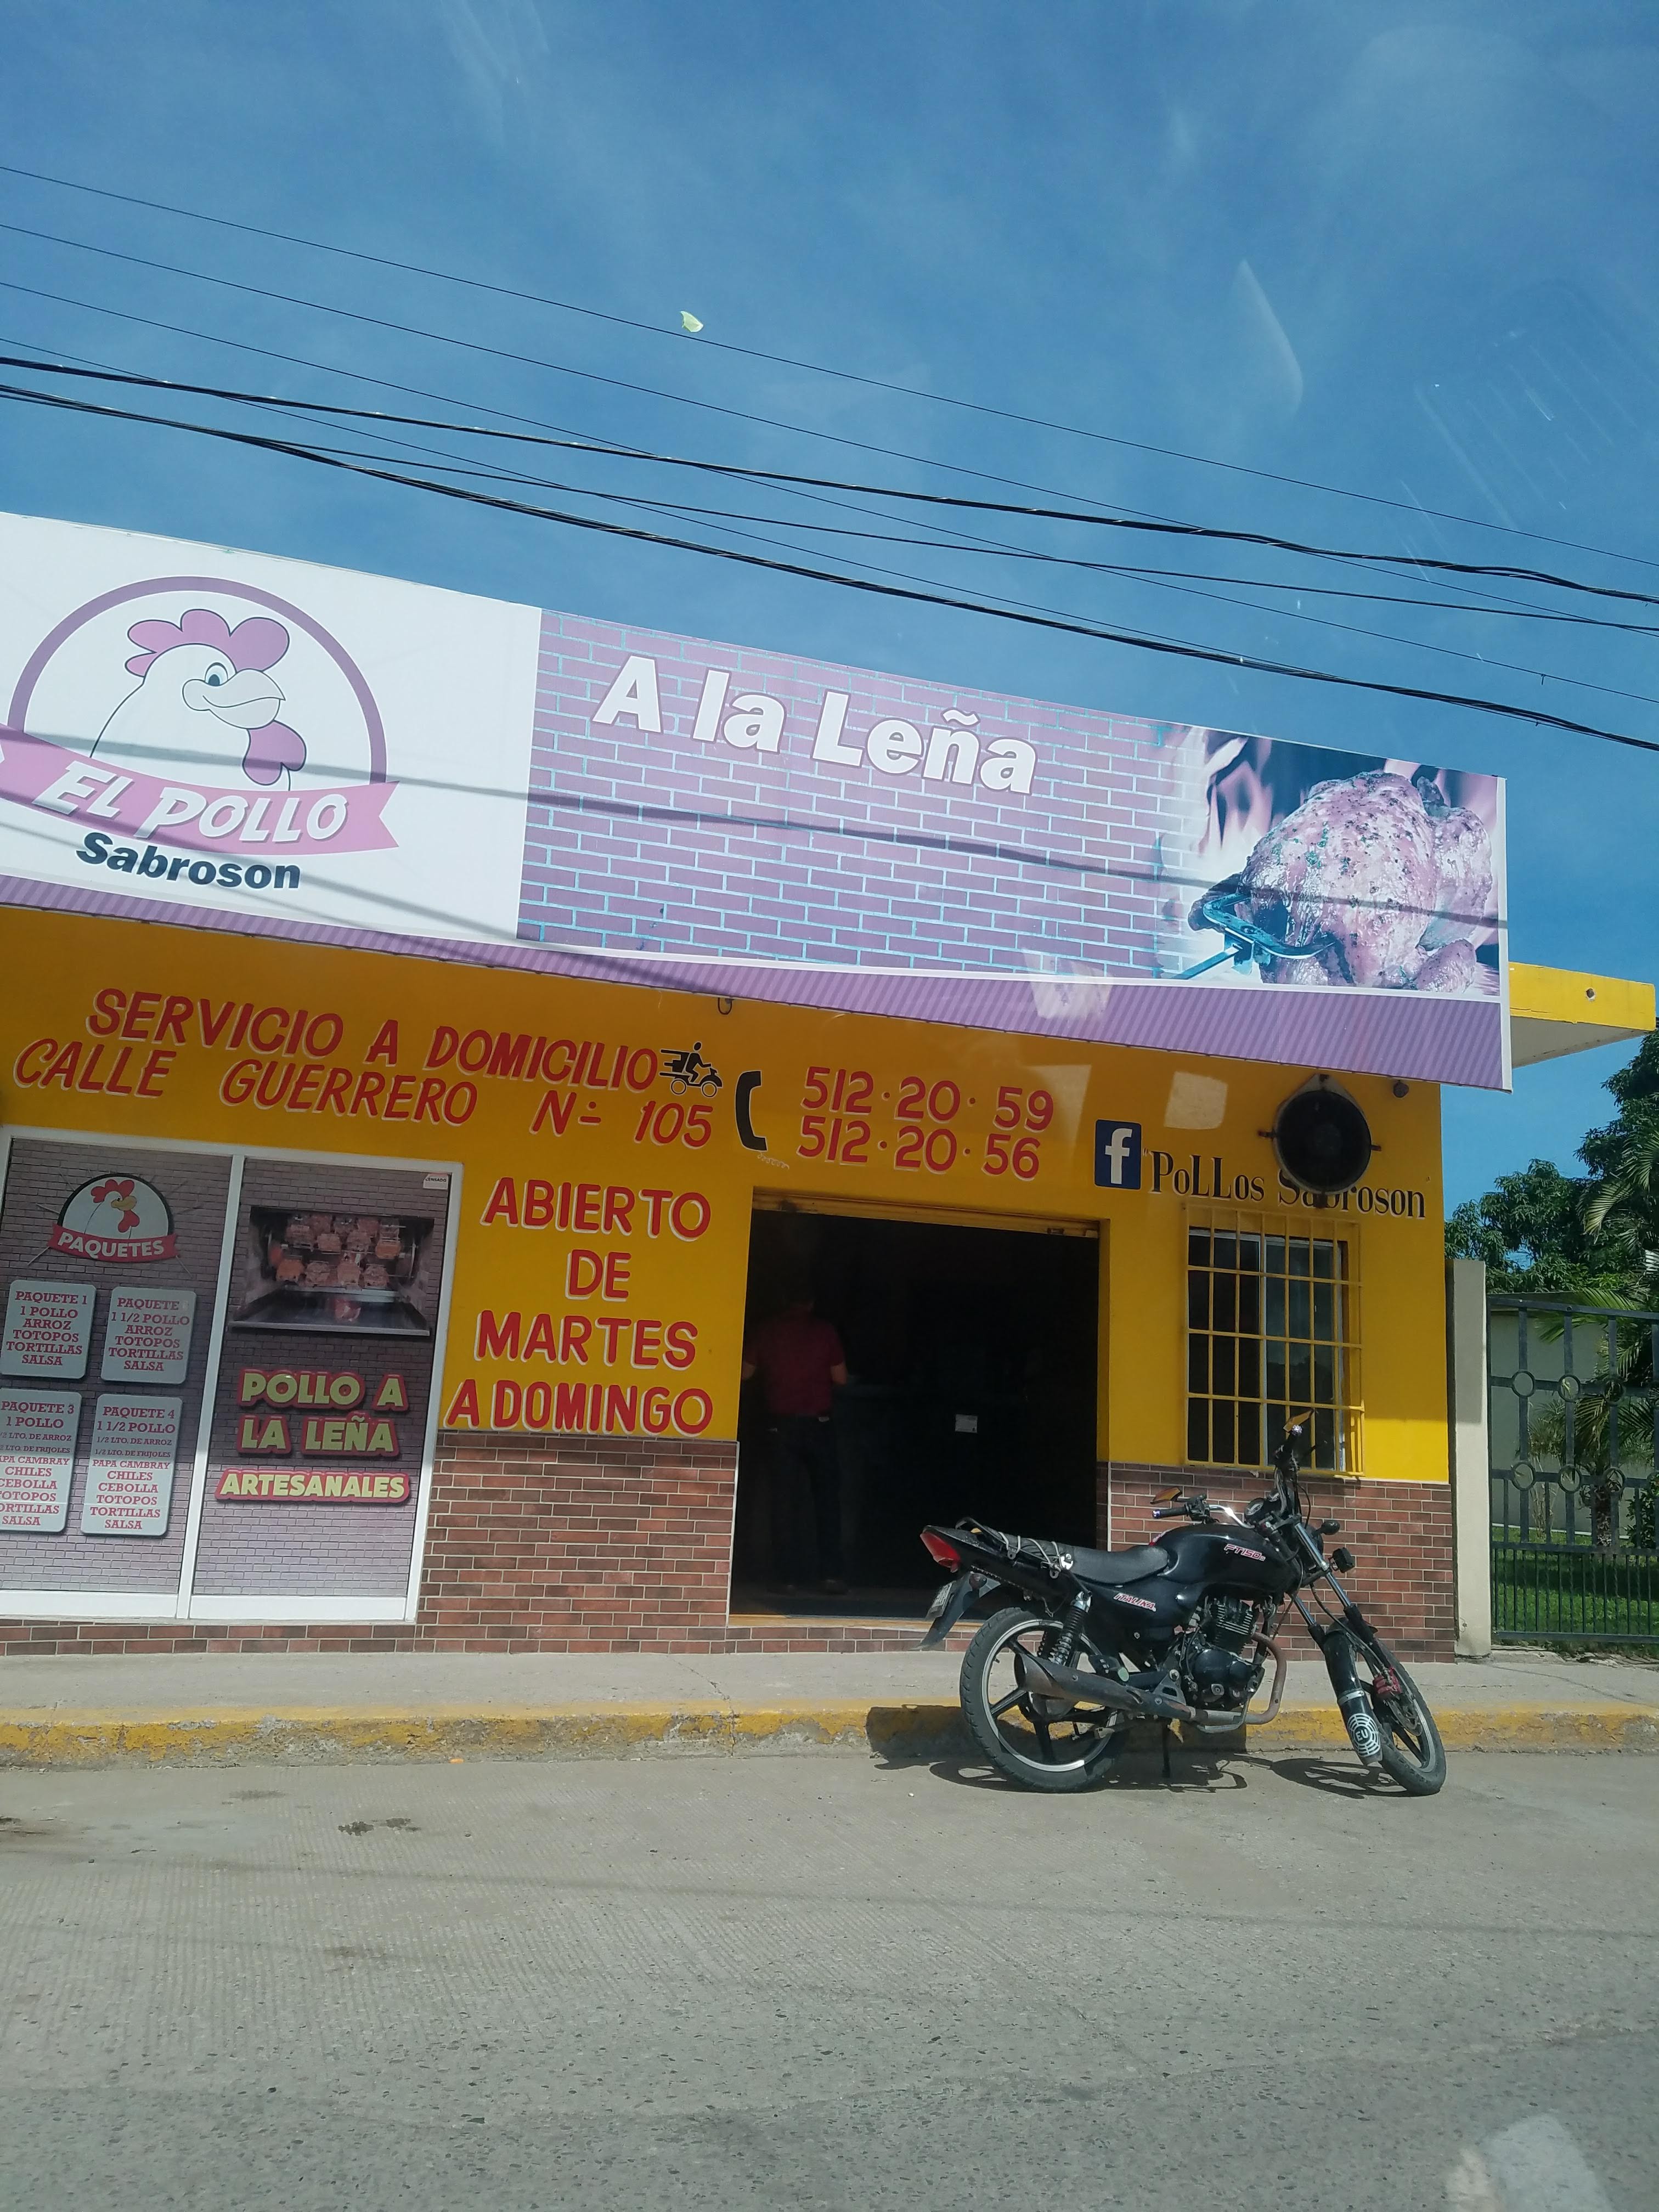 EL POLLO
Sabroson
A la Leña
SERVICIO A DOMICILIO
CALLE GUERRERO Nº 105
512·20·59
512·20·56
f "PoLLos Sabroson
ABIERTO
DE
MARTES
A DOMINGO
PAQUETES
PAQUETE 1
1 POLLO
ARROZ
TOTOPOS
TORTILLAS
SALSA
PAQUETE
1 1/2 POLLO
ARROZ
TOTOPOS
TORTILLAS
SALSA
PAQUETE 3
1 POLLO
1/2 LTO. DE ARROZ
1/2 LTO. DE FRIJOLES
PAPA CAMBRAY
CHILES
CEBOLLA
TOTOPOS
TORTILLAS
SALSA
PAQUETE 4
1 1/2 POLLO
1/2 LTO. DE ARROZ
1/2 LTO. DE FRIJOLES
PAPA CAMBRAY
CHILES
CEBOLLA
TOTOPOS
TORTILLAS
SALSA
POLLO A
LA LEÑA
ARTESANALES
FT150
ITALIKA